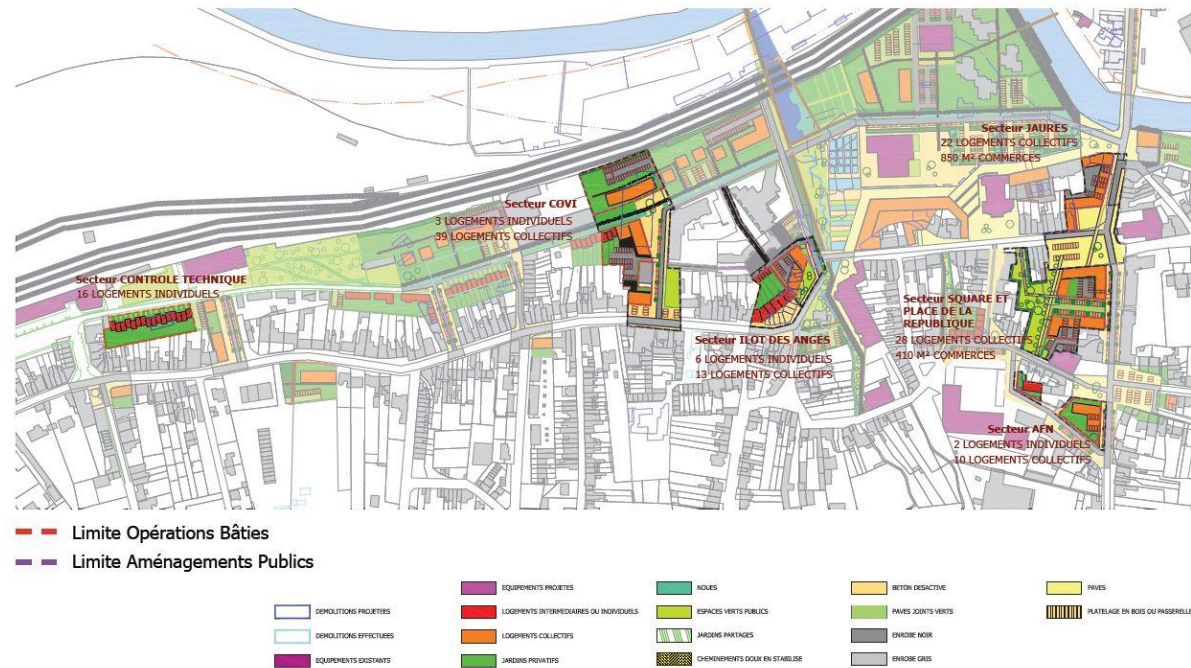 Secteur JAURES
22 LOGEMENTS COLLECTIFS
850 M² COMMERCES
Secteur COVI
3 LOGEMENTS INDIVIDUELS
39 LOGEMENTS COLLECTIFS
Secteur CONTROLE TECHNIQUE
16 LOGEMENTS INDIVIDUELS
Secteur SQUARE ET
PLACE DE LA
REPUBLIQUE
28 LOGEMENTS COLLECTIFS
410 M² COMMERCES
Secteur ILOT DES ANGES
6 LOGEMENTS INDIVIDUELS
13 LOGEMENTS COLLECTIFS
Secteur AFN
2 LOGEMENTS INDIVIDUELS
10 LOGEMENTS COLLECTIFS
Limite Opérations Bâties
Limite Aménagements Publics
DEMOLITIONS PROJETEES
DEMOLITIONS EFFECTUEES
EQUIPEMENTS EXISTANTS
EQUIPEMENTS PROJETES
LOGEMENTS INTERMEDIAIRES OU INDIVIDUELS
LOGEMENTS COLLECTIFS
JARDINS PRIVATIFS
NOUES
ESPACES VERTS PUBLICS
JARDINS PARTAGES
CHEMINEMENTS DOUX EN STABILISE
BETON DESACTIVE
PAVES JOINTS VERTS
ENROBE NOIR
ENROBE GRIS
PAVES
PLATELAGE EN BOIS OU PASSERELLE